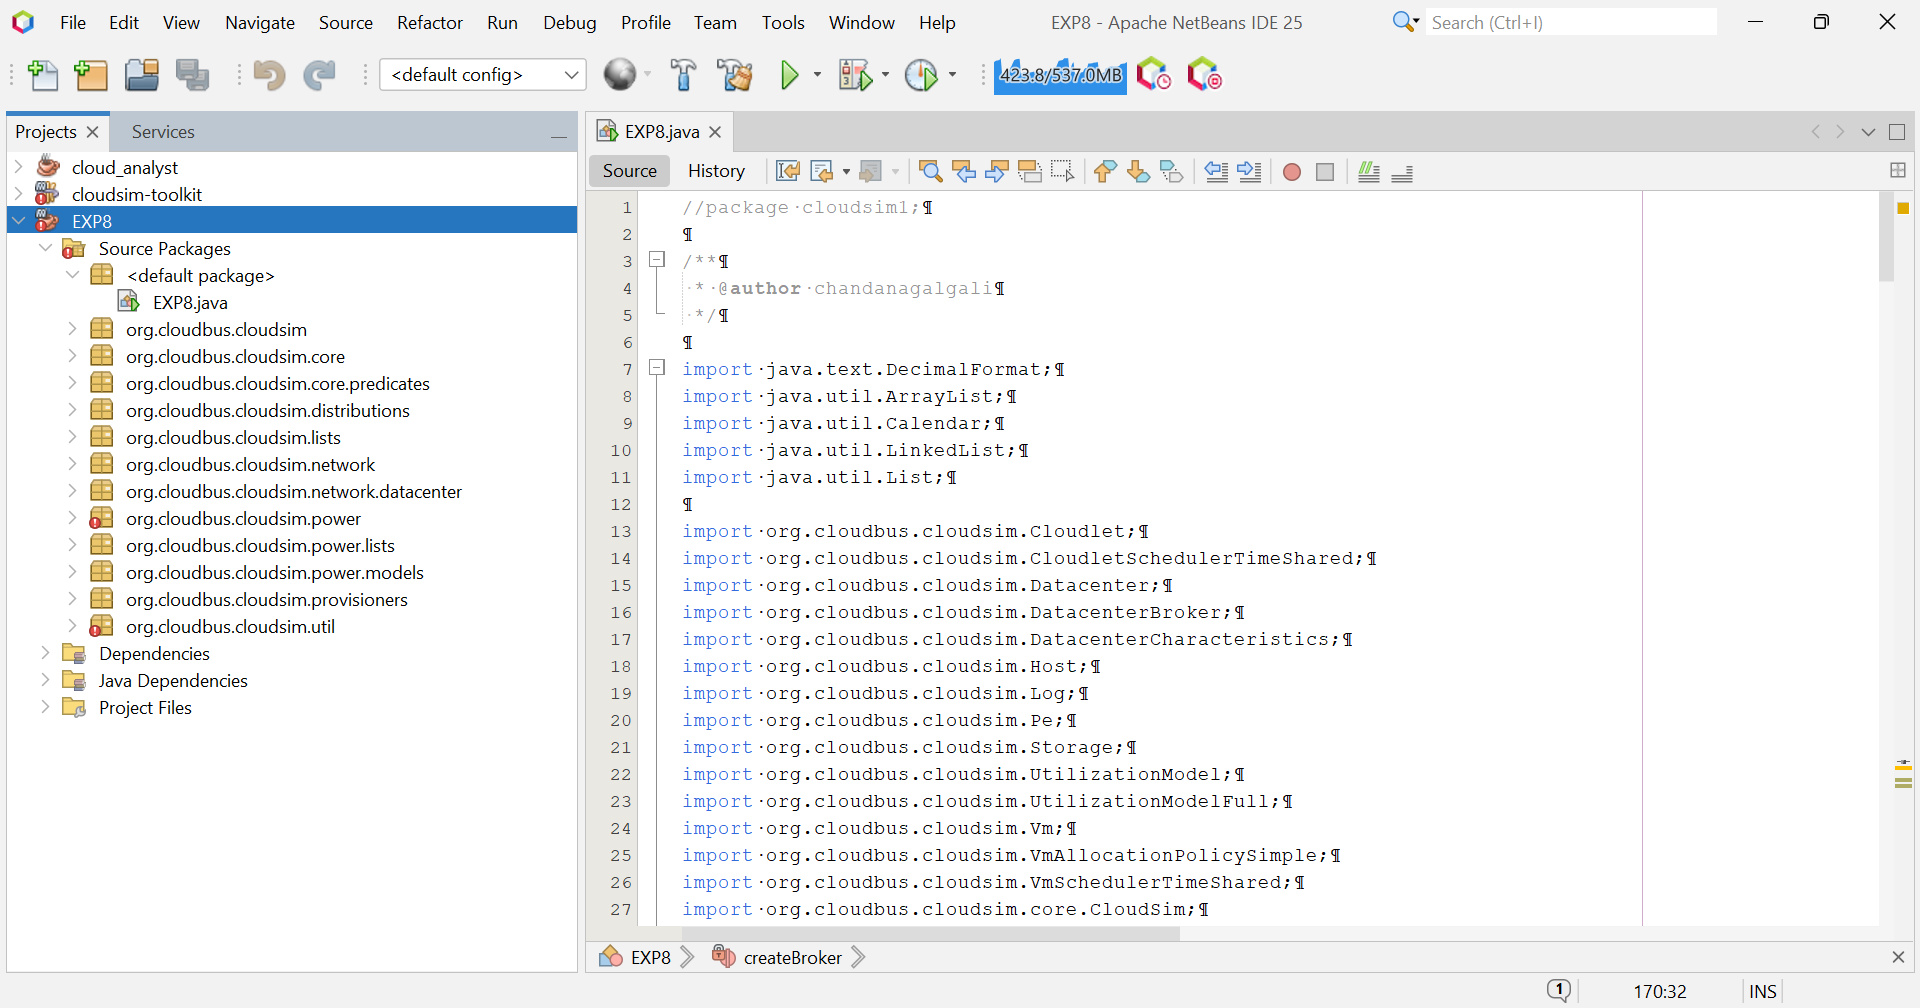 File Edit View Navigate Source Refactor Run Debug Profile Team Tools Window Help EXP8 - Apache NetBeans IDE 25 Search (Ctrl+I)
<default config> 423.8/537.0MB
Projects Services
cloud_analyst
cloudsim-toolkit
EXP8
Source Packages
<default package>
EXP8.java
org.cloudbus.cloudsim
org.cloudbus.cloudsim.core
org.cloudbus.cloudsim.core.predicates
org.cloudbus.cloudsim.distributions
org.cloudbus.cloudsim.lists
org.cloudbus.cloudsim.network
org.cloudbus.cloudsim.network.datacenter
org.cloudbus.cloudsim.power
org.cloudbus.cloudsim.power.lists
org.cloudbus.cloudsim.power.models
org.cloudbus.cloudsim.provisioners
org.cloudbus.cloudsim.util
Dependencies
Java Dependencies
Project Files
EXP8.java
Source History
1 //package·cloudsim1;¶
2 ¶
3 /**¶
4 ·*·@author·chandanagalgali¶
5 ·*/¶
6 ¶
7 import·java.text.DecimalFormat;¶
8 import·java.util.ArrayList;¶
9 import·java.util.Calendar;¶
10 import·java.util.LinkedList;¶
11 import·java.util.List;¶
12 ¶
13 import·org.cloudbus.cloudsim.Cloudlet;¶
14 import·org.cloudbus.cloudsim.CloudletSchedulerTimeShared;¶
15 import·org.cloudbus.cloudsim.Datacenter;¶
16 import·org.cloudbus.cloudsim.DatacenterBroker;¶
17 import·org.cloudbus.cloudsim.DatacenterCharacteristics;¶
18 import·org.cloudbus.cloudsim.Host;¶
19 import·org.cloudbus.cloudsim.Log;¶
20 import·org.cloudbus.cloudsim.Pe;¶
21 import·org.cloudbus.cloudsim.Storage;¶
22 import·org.cloudbus.cloudsim.UtilizationModel;¶
23 import·org.cloudbus.cloudsim.UtilizationModelFull;¶
24 import·org.cloudbus.cloudsim.Vm;¶
25 import·org.cloudbus.cloudsim.VmAllocationPolicySimple;¶
26 import·org.cloudbus.cloudsim.VmSchedulerTimeShared;¶
27 import·org.cloudbus.cloudsim.core.CloudSim;¶
EXP8 createBroker
1 170:32 INS